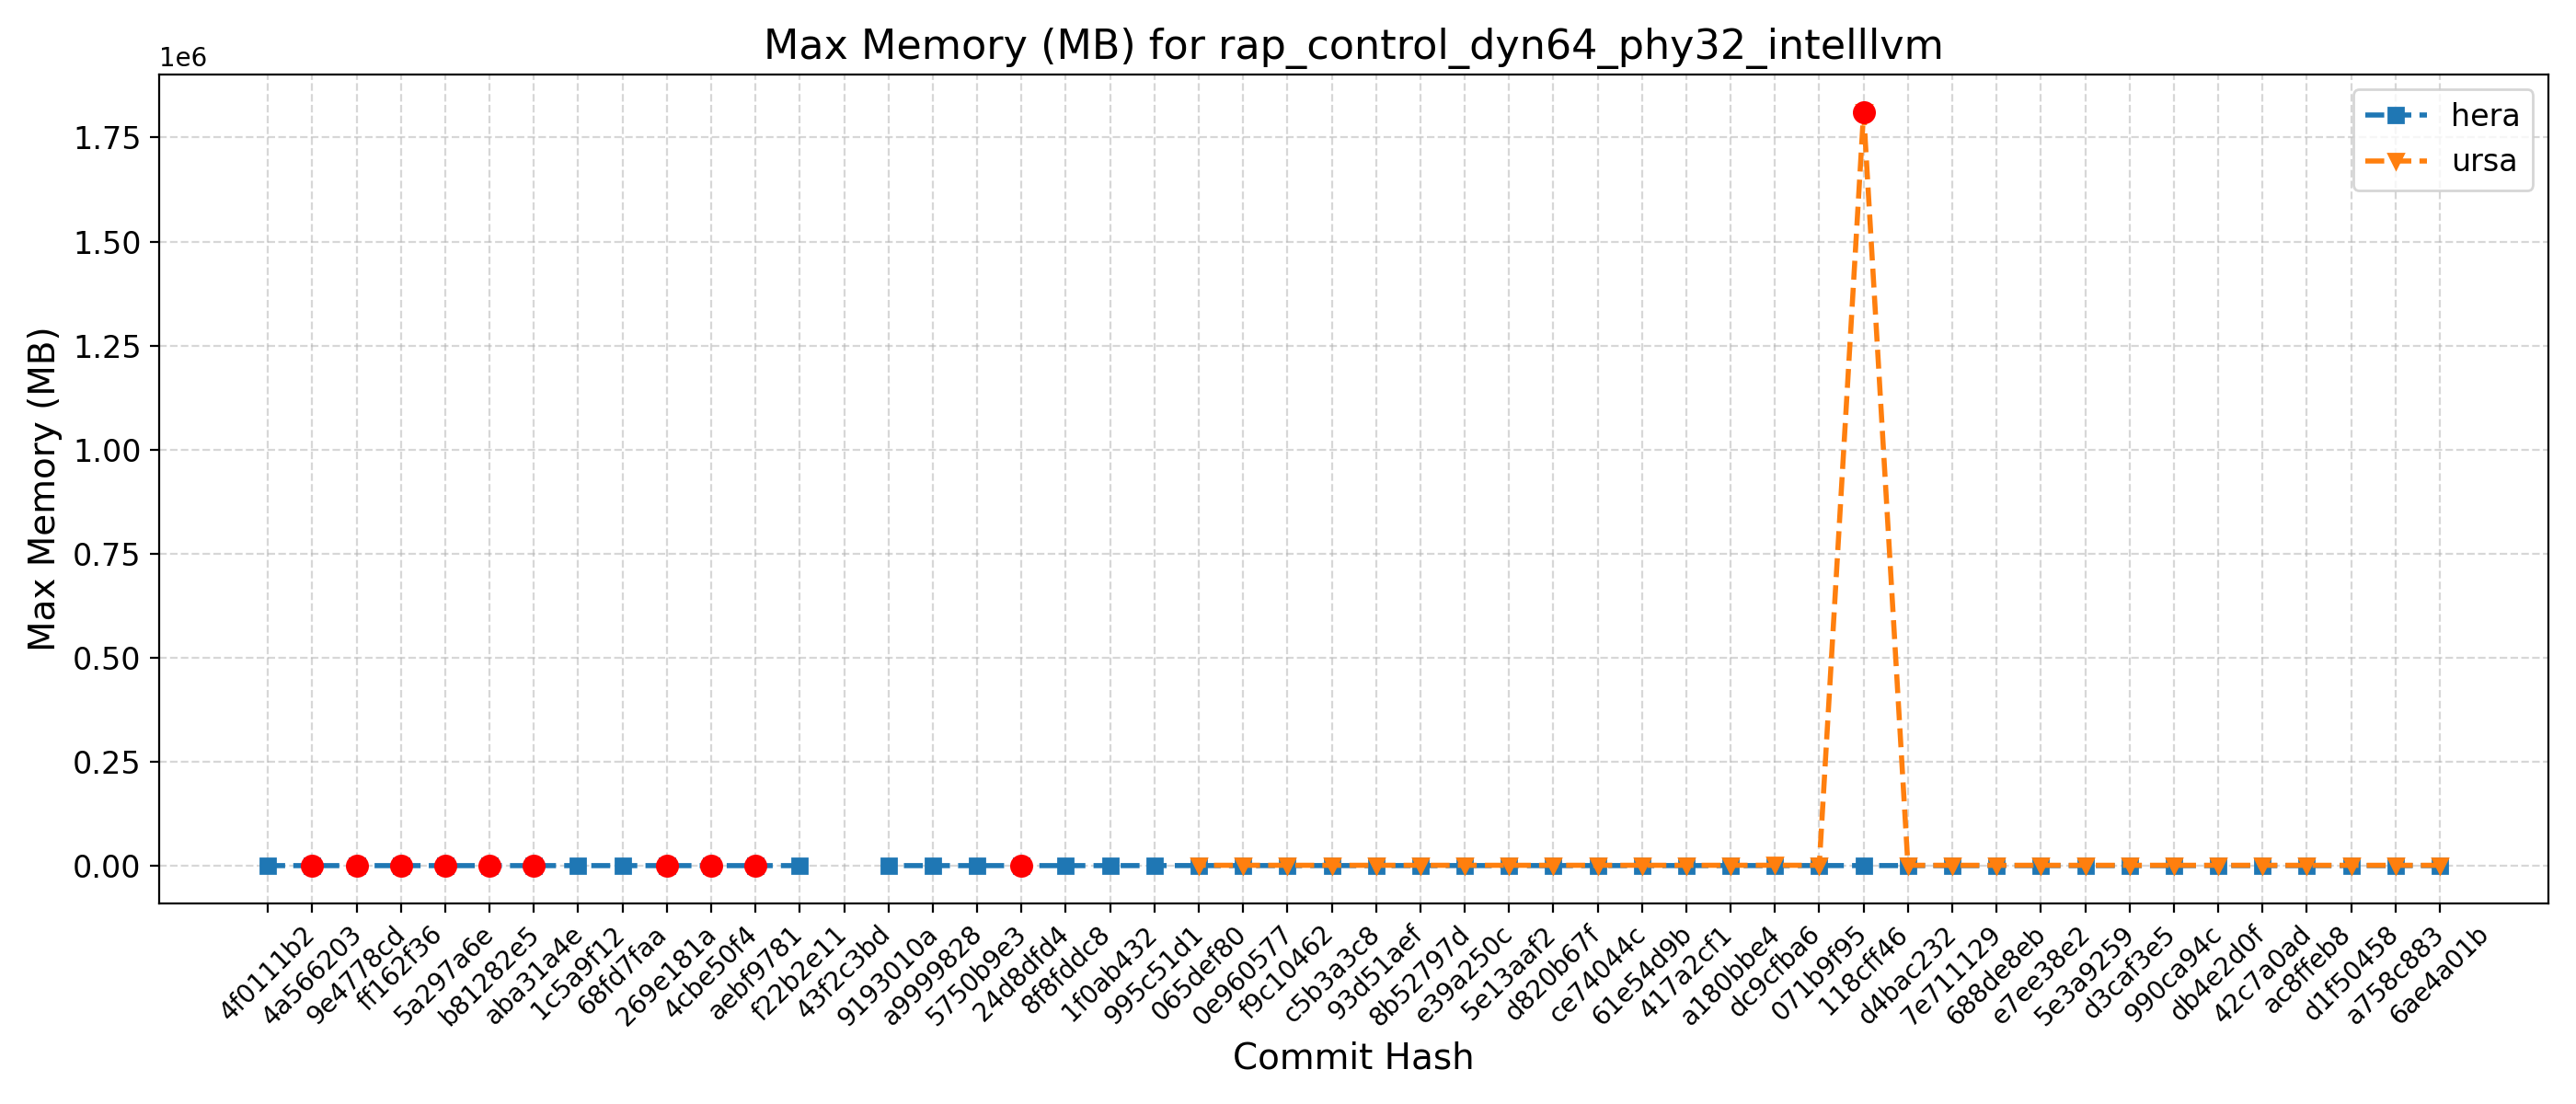 Max Memory (MB) for rap_control_dyn64_phy32_intelllvm
1e6
hera
ursa
1.75
1.50
1.25
1.00
0.75
0.50
0.25
0.00
Max Memory (MB)
4f0111b2
4a566203
9e4778cd
ff162f36
5a297a6e
b81282e5
aba31a4e
1c5a9f12
68fd7faa
269e181a
4cbe50f4
aebf9781
f22b2e11
43f2c3bd
9193010a
a9999828
5750b9e3
24d8dfd4
8f8fddc8
1f0ab432
995c51d1
065def80
0e960577
f9c10462
c5b3a3c8
93d51aef
8b52797d
e39a250c
5e13aaf2
d820b67f
ce74044c
61e54d9b
417a2cf1
a180bbe4
dc9cfba6
071b9f95
118cff46
d4bac232
7e711129
688de8eb
e7ee38e2
5e3a9259
d3caf3e5
990ca94c
db4e2d0f
42c7a0ad
ac8ffeb8
d1f50458
a758c883
6ae4a01b
Commit Hash